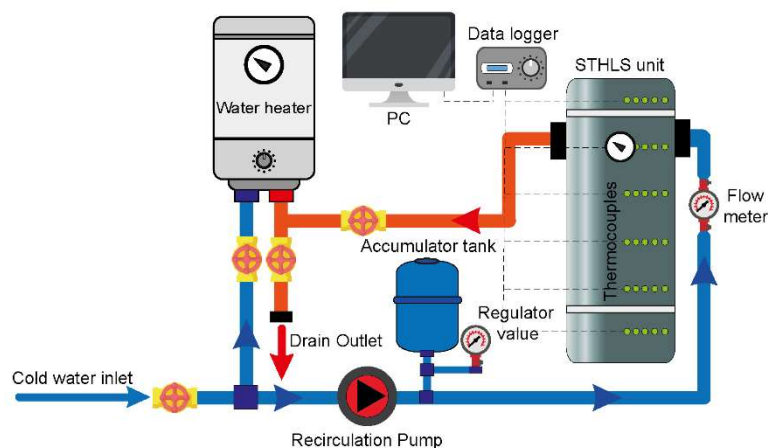 Data logger
STHLS unit
Water heater
PC
Thermocouples
Flow
meter
Accumulator tank
Regulator
value
Drain Outlet
Cold water inlet
Recirculation Pump